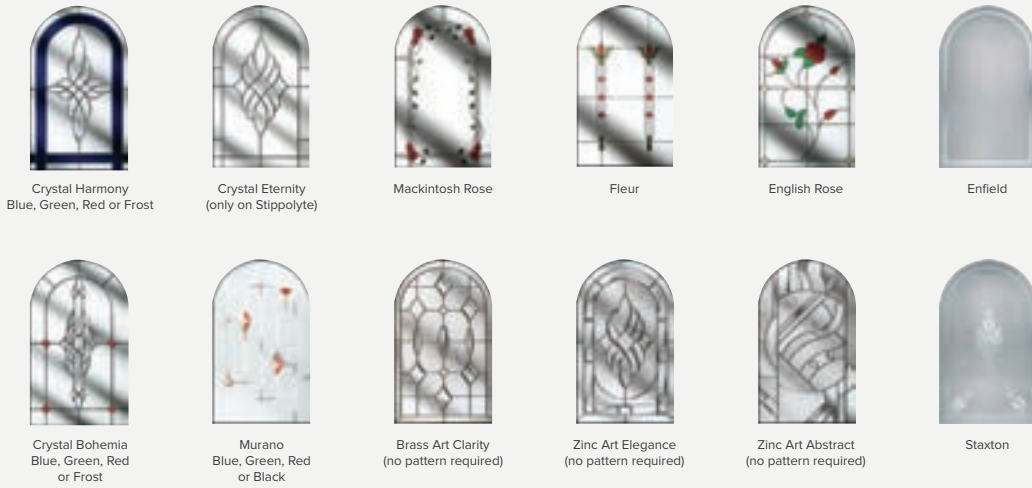 Crystal Harmony
Blue, Green, Red or Frost
Crystal Eternity
(only on Stippolyte)
Mackintosh Rose
Fleur
English Rose
Enfield
Crystal Bohemia
Blue, Green, Red
or Frost
Murano
Blue, Green, Red
or Black
Brass Art Clarity
(no pattern required)
Zinc Art Elegance
(no pattern required)
Zinc Art Abstract
(no pattern required)
Staxton